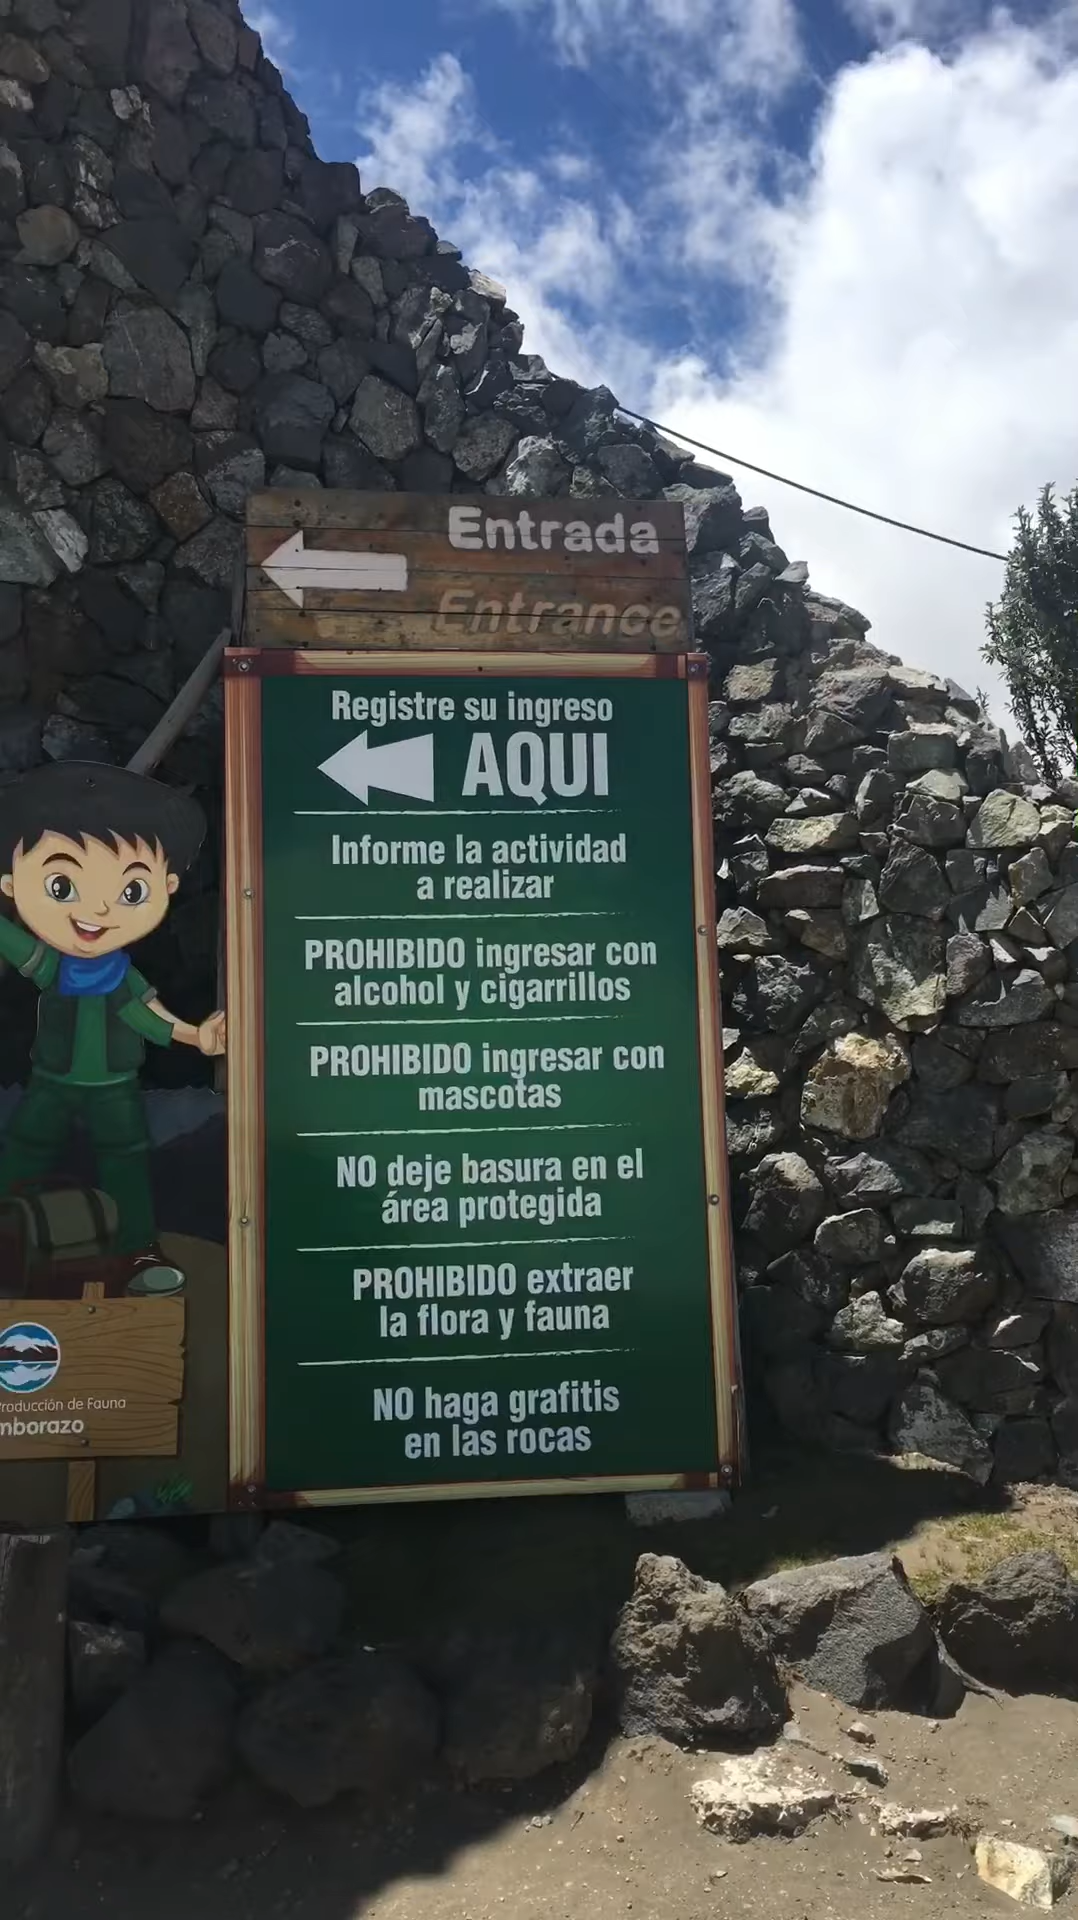 Entrada
Entrance
Registre su ingreso
AQUI
Informe la actividad
a realizar
PROHIBIDO ingresar con
alcohol y cigarrillos
PROHIBIDO ingresar con
mascotas
NO deje basura en el
área protegida
PROHIBIDO extraer
la flora y fauna
NO haga grafitis
en las rocas
roducción de Fauna
mborazo